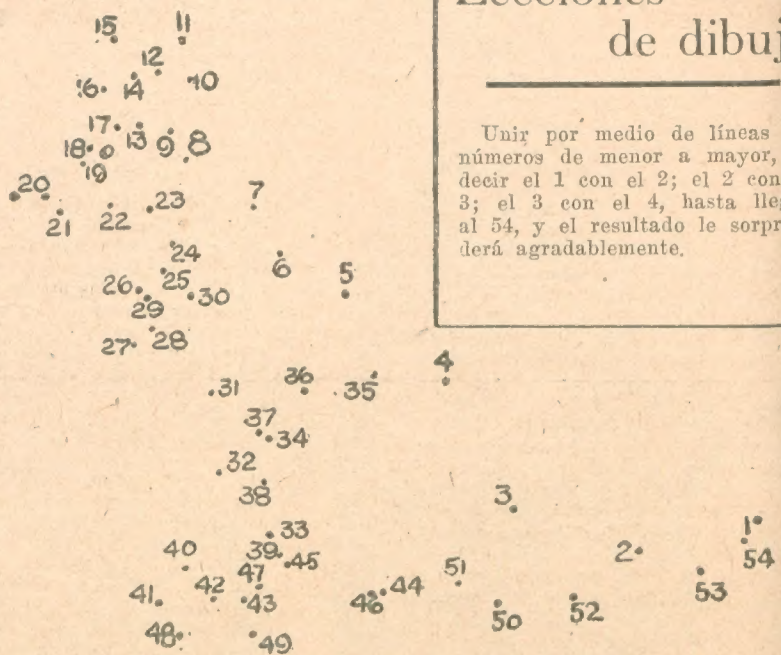 Lecciones
de dibuj
Unir por medio de líneas
números de menor a mayor,
decir el 1 con el 2; el 2 con
3; el 3 con el 4, hasta lle
al 54, y el resultado le sorpr
derá agradablemente.
15 11
12
16 14 10
17 13 9 8
18
19
20 7
21 22 23
24
6 5
26 25 30
29
27 28
4
31 36 35
37 34
32
38 3
33 1
40 39 45 2 54
47 51
41 42 43 46 44 53
50 52
48 49